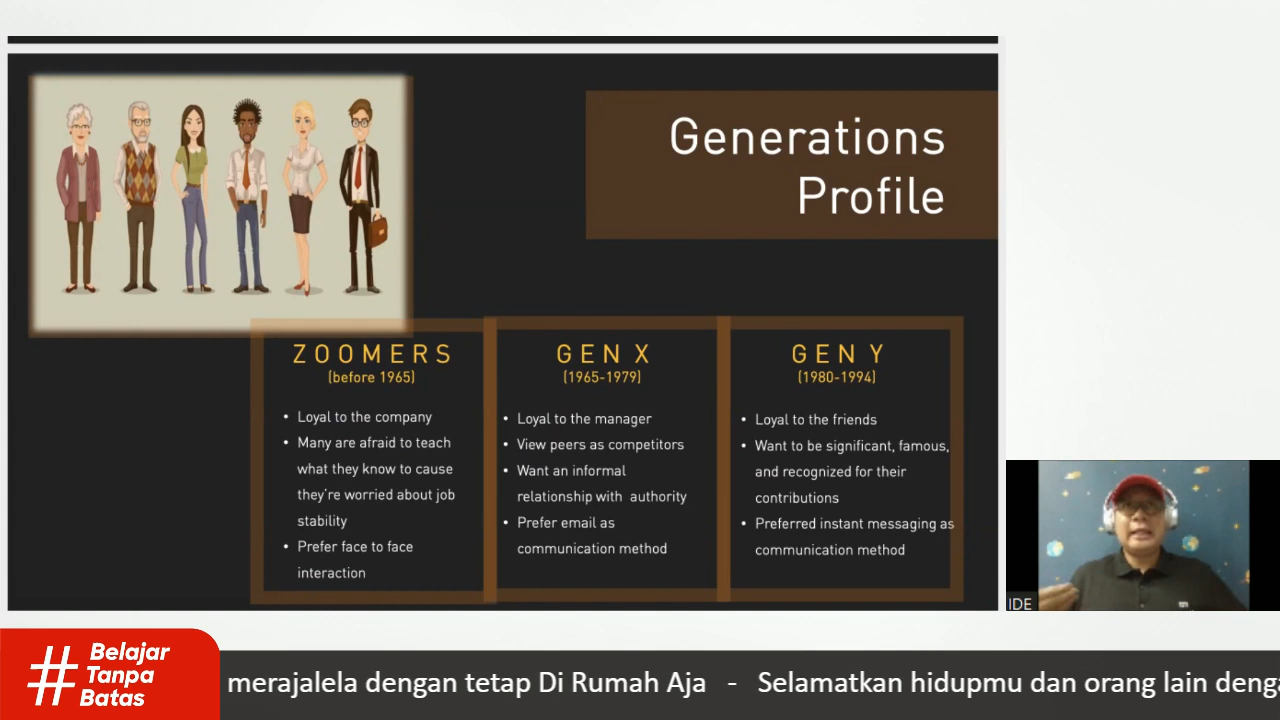 Generations
Profile
ZOOMERS
(before 1965)
• Loyal to the company
• Many are afraid to teach
what they know to cause
they're worried about job
stability
• Prefer face to face
interaction
GEN X
(1965-1979)
• Loyal to the manager
• View peers as competitors
• Want an informal
relationship with authority
• Prefer email as
communication method
GEN Y
(1980-1994)
• Loyal to the friends
• Want to be significant, famous,
and recognized for their
contributions
• Preferred instant messaging as
communication method
IDE
# Belajar
Tanpa
Batas
merajalela dengan tetap Di Rumah Aja - Selamatkan hidupmu dan orang lain denga